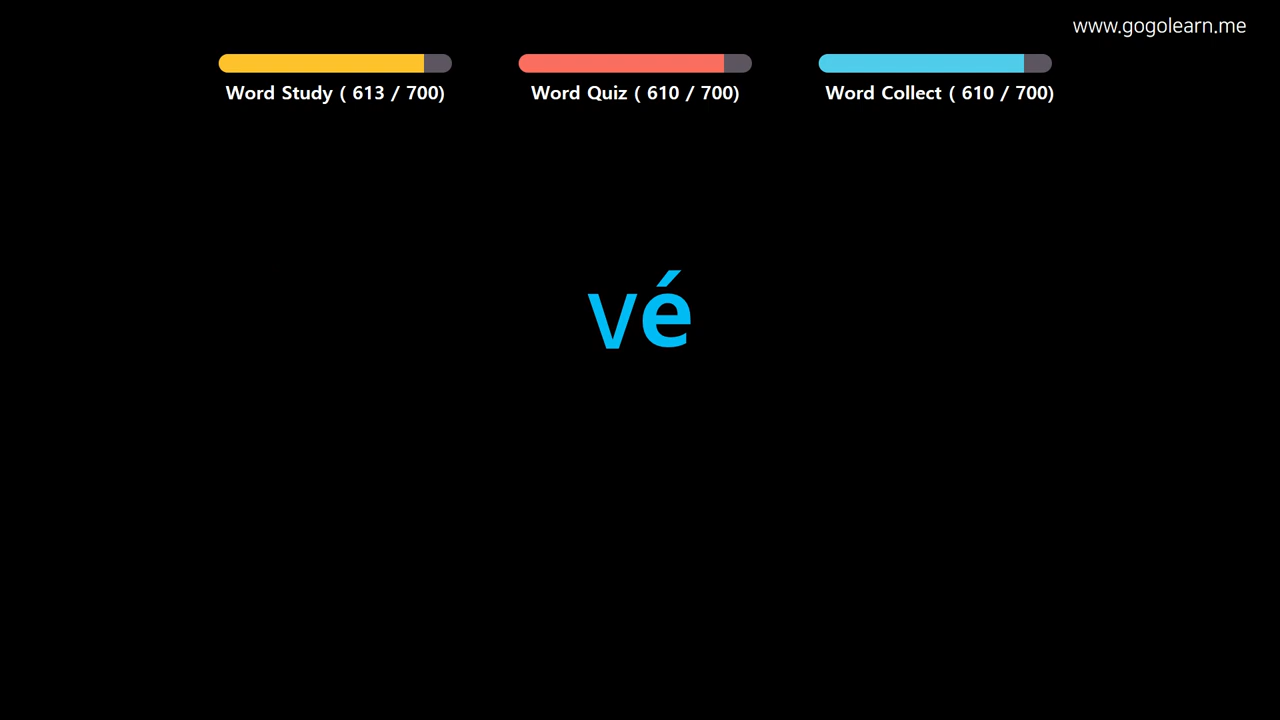 www.gogolearn.me
Word Study ( 613 / 700)
Word Quiz ( 610 / 700)
Word Collect ( 610 / 700)
vé